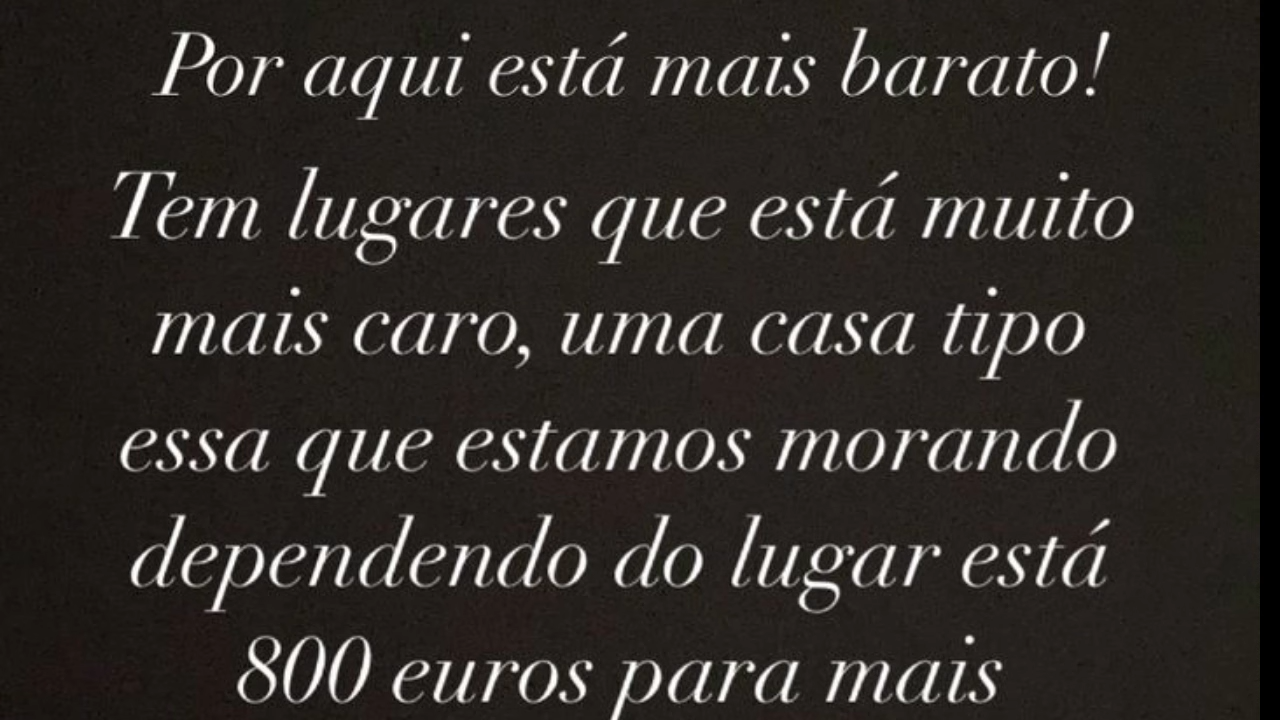 Por aqui está mais barato!
Tem lugares que está muito
mais caro, uma casa tipo
essa que estamos morando
dependendo do lugar está
800 euros para mais